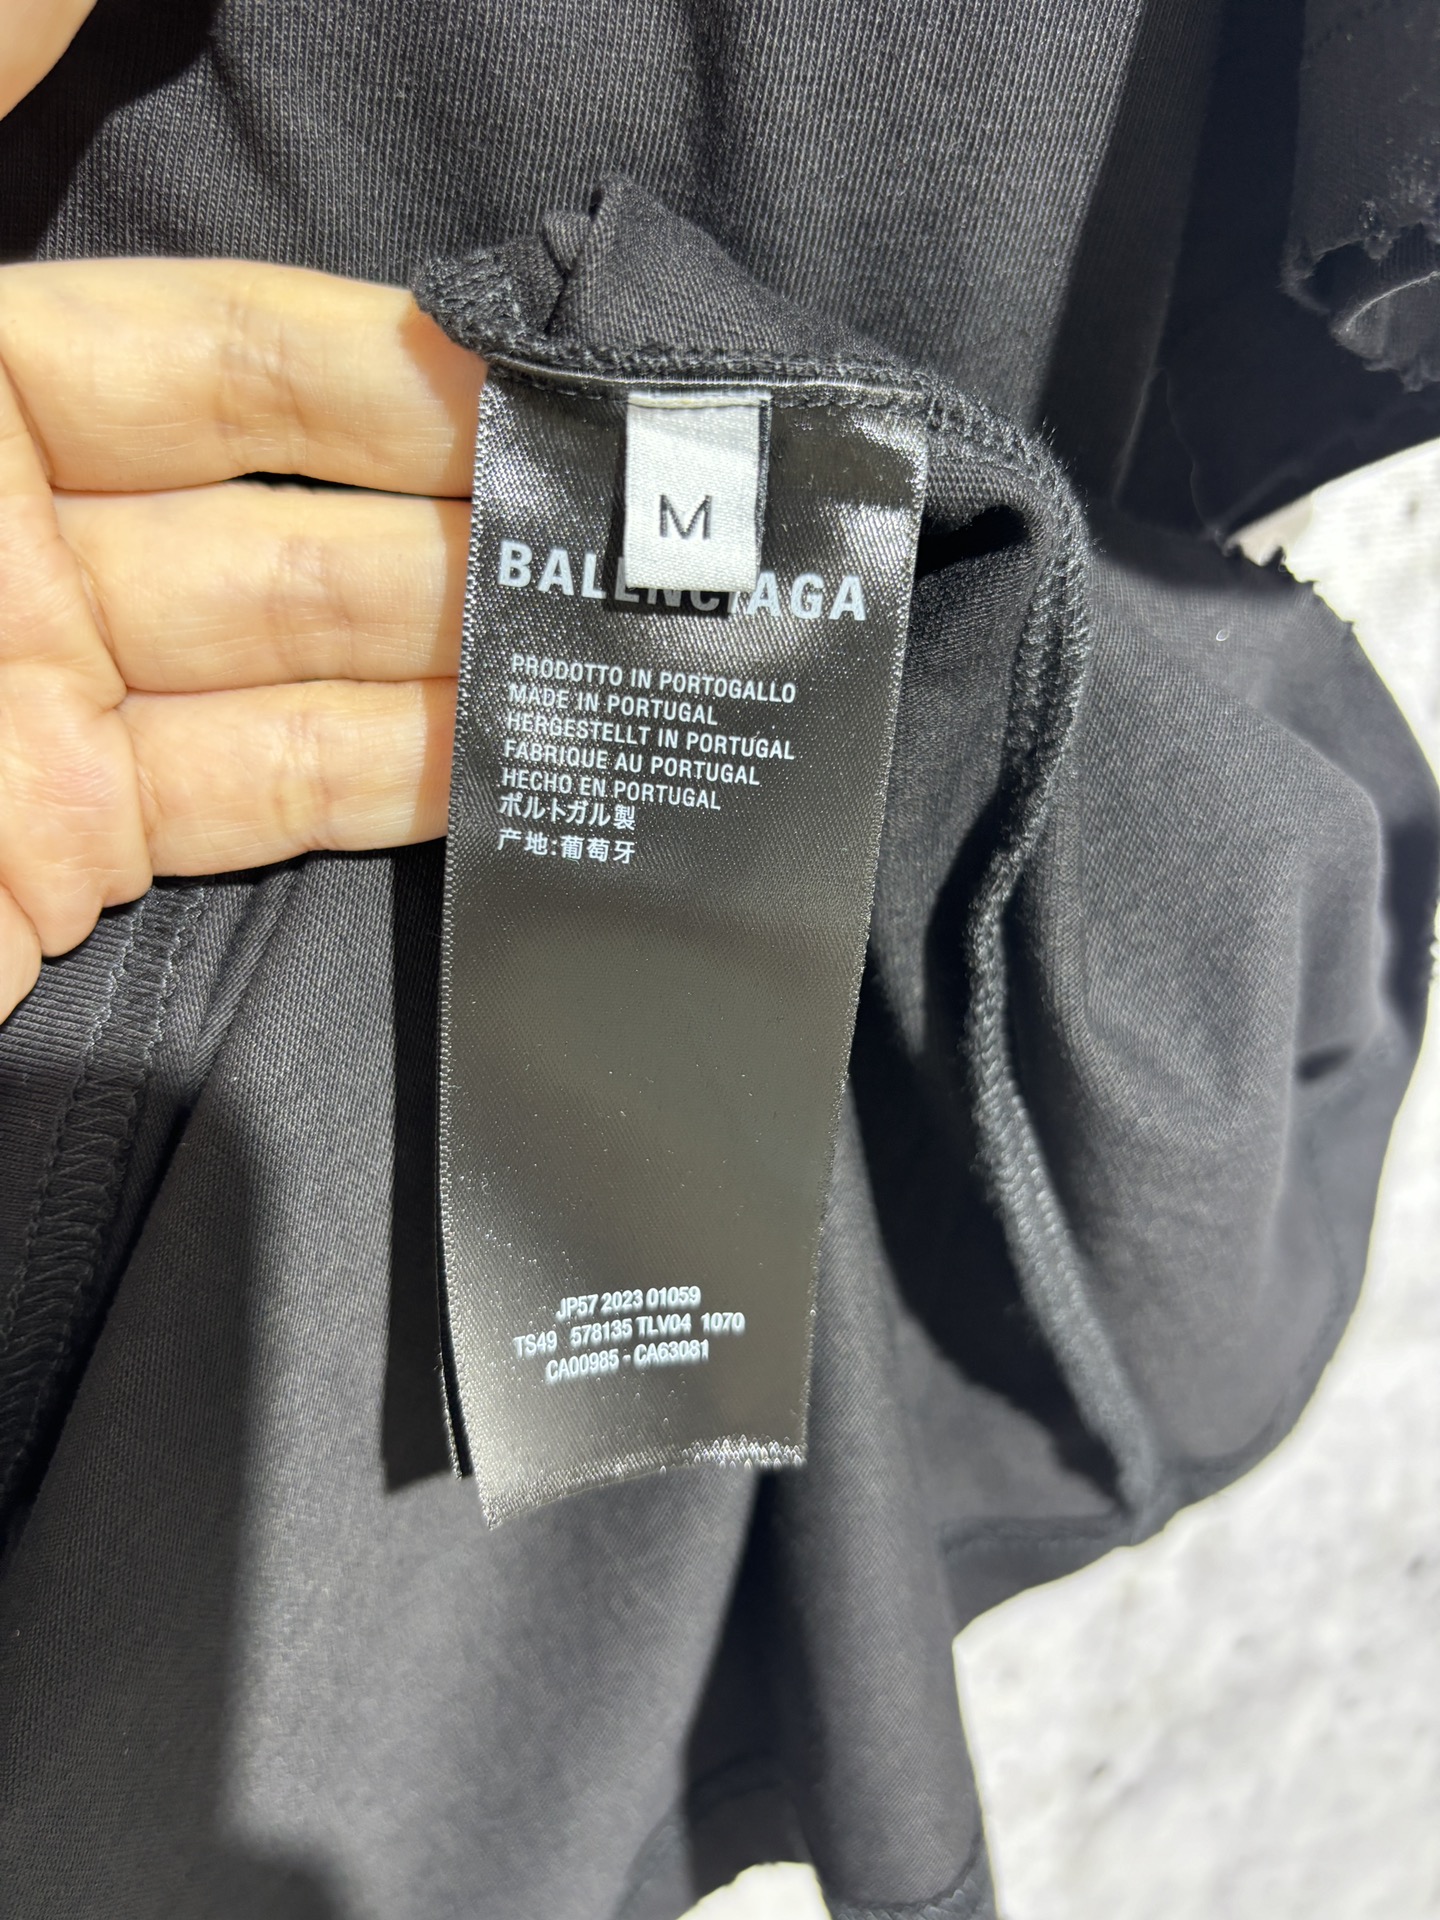 M
BALENCIAGA
PRODOTTO IN PORTOGALLO
MADE IN PORTUGAL
HERGESTELLT IN PORTUGAL
FABRIQUE AU PORTUGAL
HECHO EN PORTUGAL
ポルトガル製
产地:葡萄牙
JP57 2023 01059
TS49 578135 TLV04 1070
CA00985 - CA63081